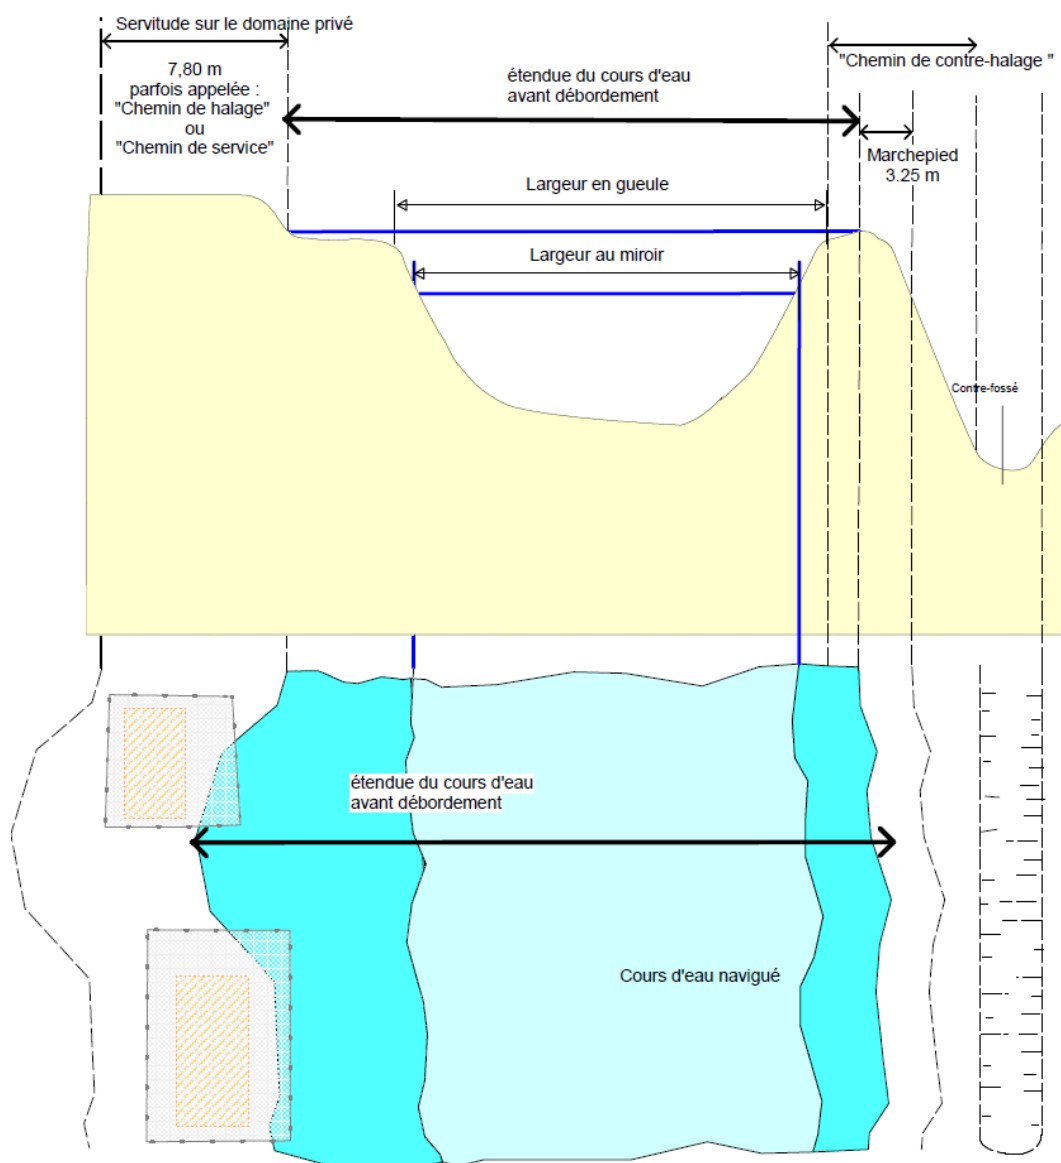 Servitude sur le domaine privé
7,80 m
parfois appelée :
"Chemin de halage"
ou
"Chemin de service"
étendue du cours d'eau
avant débordement
"Chemin de contre-halage "
Marchepied
3.25 m
Largeur en gueule
Largeur au miroir
Contre-fossé
étendue du cours d'eau
avant débordement
Cours d'eau navigué